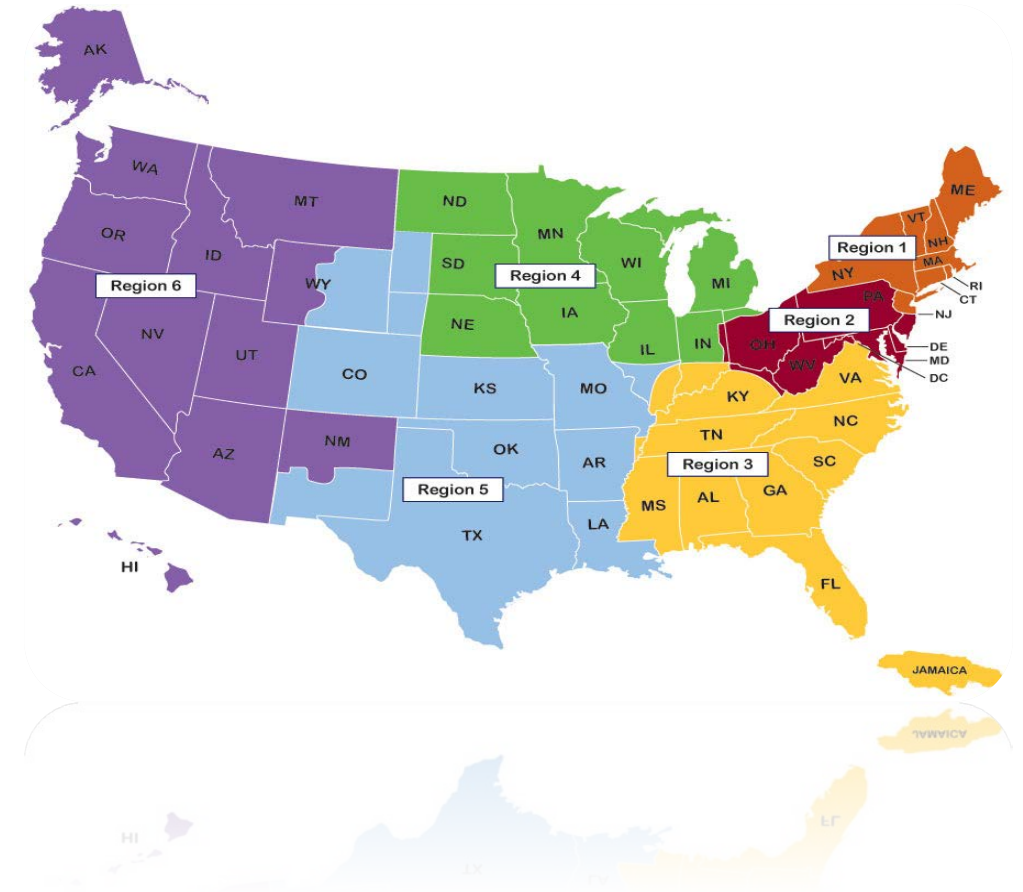 AK
WA
MT
ND
MN
ME
VT
NH
OR
ID
SD
WI
Region 1
MA
NY
RI
CT
Region 6
WY
Region 4
MI
PA
NJ
NE
IA
Region 2
NV
UT
IL
IN
OH
WV
DE
MD
DC
CA
CO
KS
MO
KY
VA
NM
TN
NC
AZ
OK
AR
Region 3
SC
Region 5
MS
AL
GA
TX
LA
HI
FL
JAMAICA